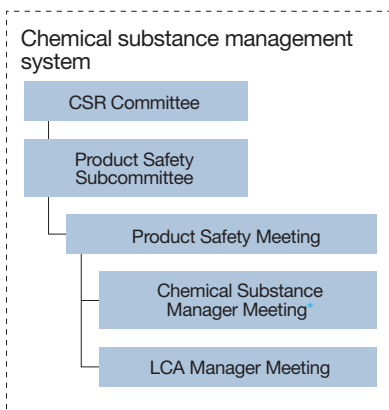 Chemical substance management
system
CSR Committee
Product Safety
Subcommittee
Product Safety Meeting
Chemical Substance
Manager Meeting*
LCA Manager Meeting